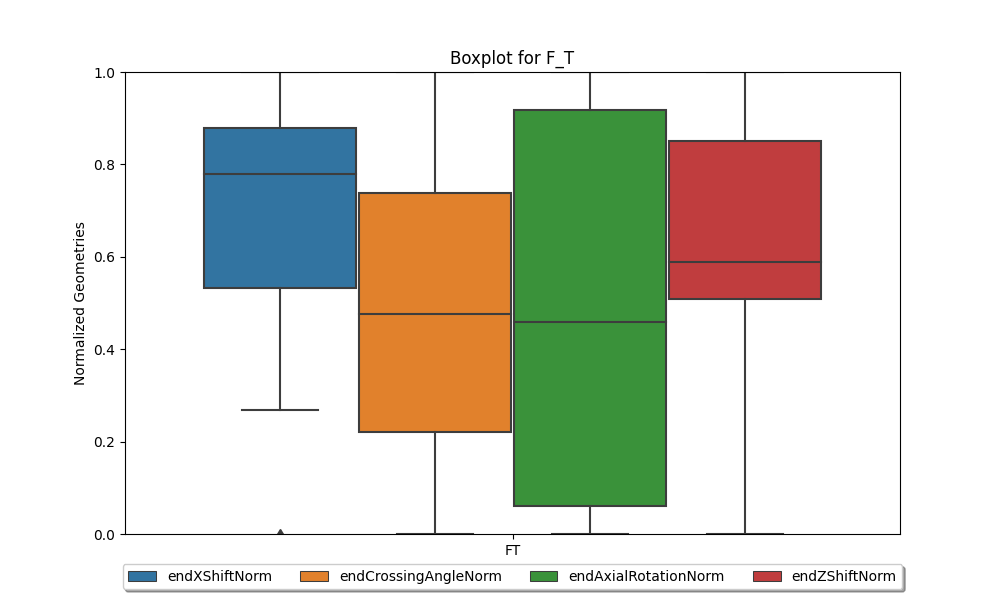 Boxplot for F_T
Normalized Geometries
1.0
0.8
0.6
0.4
0.2
0.0
FT
endXShiftNorm endCrossingAngleNorm endAxialRotationNorm endZShiftNorm